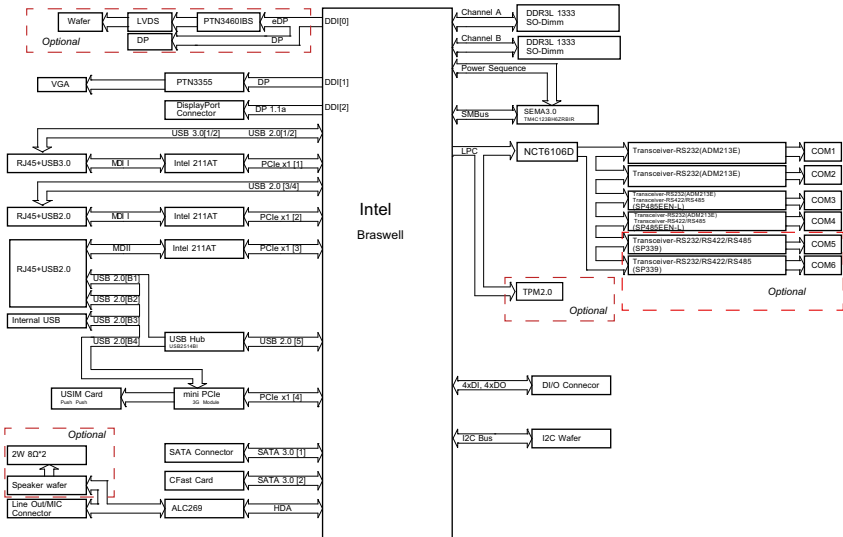 Wafer
LVDS
PTN3460IBS
eDP
DDI[0]
Optional
DP
DP
VGA
PTN3355
DP
DDI[1]
DisplayPort
Connector
DP 1.1a
DDI[2]
USB 3.0[1/2]
USB 2.0[1/2]
RJ45+USB3.0
MDI I
Intel 211AT
PCIe x1 [1]
USB 2.0 [3/4]
RJ45+USB2.0
MDI I
Intel 211AT
PCIe x1 [2]
RJ45+USB2.0
MDII
Intel 211AT
PCIe x1 [3]
USB 2.0[B1]
USB 2.0[B2]
Internal USB
USB 2.0[B3]
USB 2.0[B4]
USB Hub
USB2514BI
USB 2.0 [5]
USIM Card
Push Push
mini PCIe
3G Module
PCIe x1 [4]
Optional
2W 8Ω*2
Speaker wafer
Line Out/MIC
Connector
SATA Connector
SATA 3.0 [1]
CFast Card
SATA 3.0 [2]
ALC269
HDA
Intel
Braswell
Channel A
DDR3L 1333
SO-Dimm
Channel B
DDR3L 1333
SO-Dimm
Power Sequence
SMBus
SEMA3.0
TM4C123BH6ZRBIR
LPC
NCT6106D
Transceiver-RS232(ADM213E)
COM1
Transceiver-RS232(ADM213E)
COM2
Transceiver-RS232(ADM213E)
Transceiver-RS422/RS485
(SP485EEN-L)
COM3
Transceiver-RS232(ADM213E)
Transceiver-RS422/RS485
(SP485EEN-L)
COM4
Transceiver-RS232/RS422/RS485
(SP339)
COM5
Transceiver-RS232/RS422/RS485
(SP339)
COM6
Optional
TPM2.0
Optional
4xDI, 4xDO
DI/O Connecor
I2C Bus
I2C Wafer